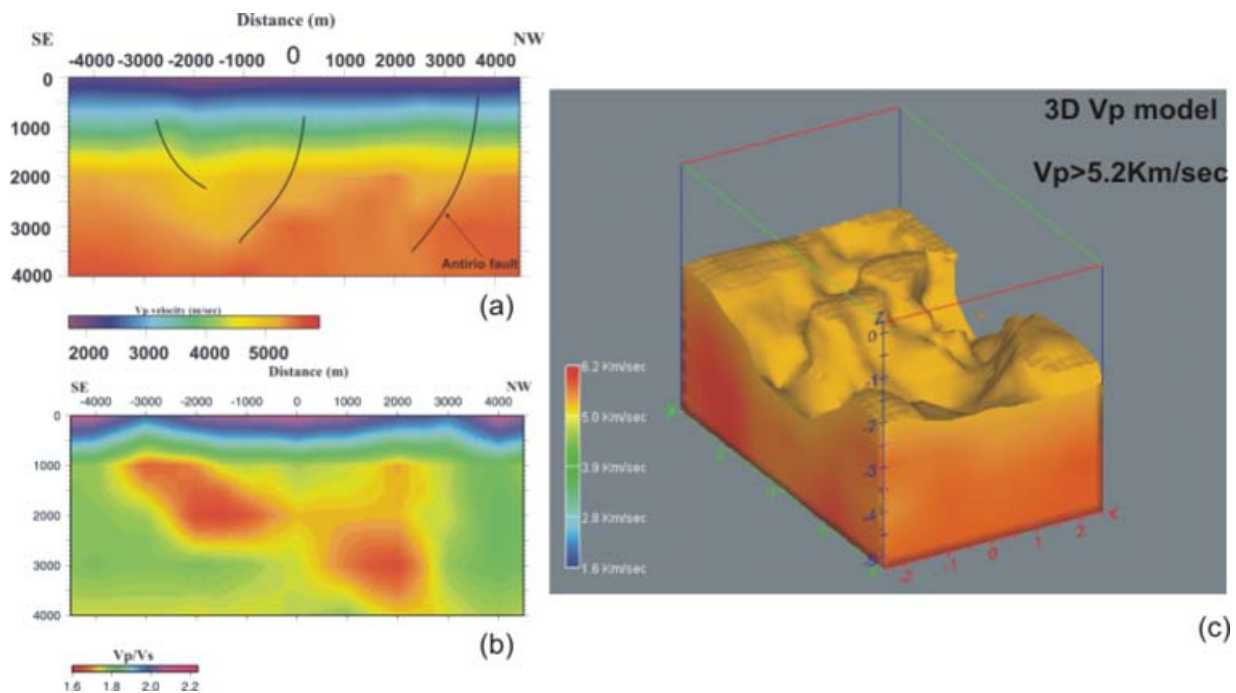 Distance (m)
SE NW
-4000 -3000 -2000 -1000 0 1000 2000 3000 4000
0
1000
2000
3000
4000
Antirio fault
(a)
Vp velocity (m/sec)
2000 3000 4000 5000
Distance (m)
SE NW
-4000 -3000 -2000 -1000 0 1000 2000 3000 4000
0
1000
2000
3000
4000
(b)
Vp/Vs
1.6 1.8 2.0 2.2
3D Vp model
Vp>5.2Km/sec
6.2 Km/sec
5.0 Km/sec
3.9 Km/sec
2.8 Km/sec
1.6 Km/sec
Z
0
-1
-2
-3
-4
-5
-2 -1 0 1 2 X
(c)